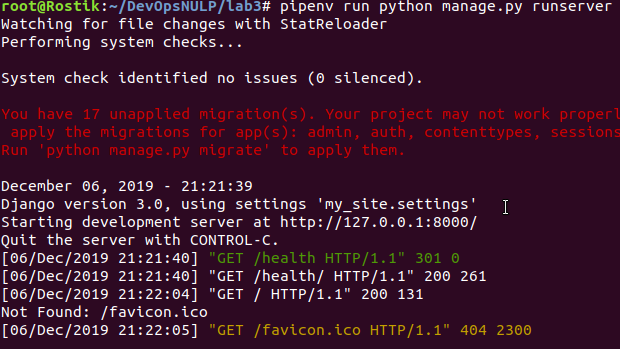 root@Rostik:~/DevOpsNULP/lab3# pipenv run python manage.py runserver
Watching for file changes with StatReloader
Performing system checks...
System check identified no issues (0 silenced).
You have 17 unapplied migration(s). Your project may not work properl
apply the migrations for app(s): admin, auth, contenttypes, sessions
Run 'python manage.py migrate' to apply them.
December 06, 2019 - 21:21:39
Django version 3.0, using settings 'my_site.settings'
Starting development server at http://127.0.0.1:8000/
Quit the server with CONTROL-C.
[06/Dec/2019 21:21:40] "GET /health HTTP/1.1" 301 0
[06/Dec/2019 21:21:40] "GET /health/ HTTP/1.1" 200 261
[06/Dec/2019 21:22:04] "GET / HTTP/1.1" 200 131
Not Found: /favicon.ico
[06/Dec/2019 21:22:05] "GET /favicon.ico HTTP/1.1" 404 2300